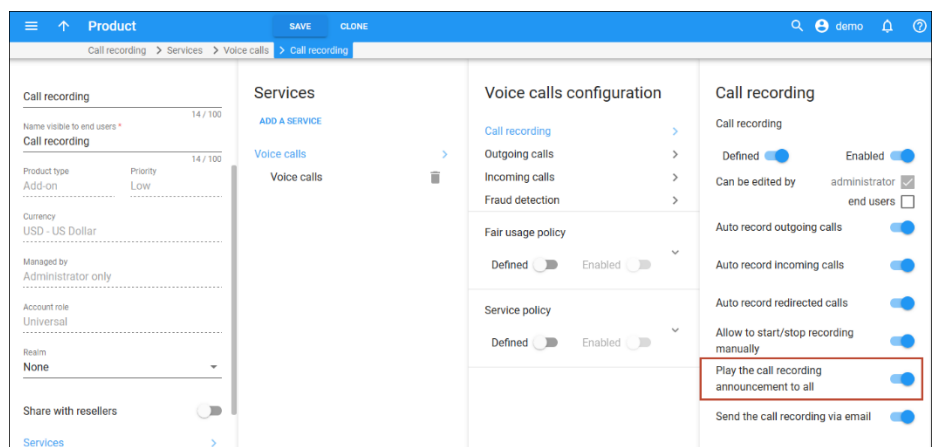 Product
SAVE
CLONE
demo
Call recording > Services > Voice calls > Call recording
Call recording
14 / 100
Name visible to end users *
Call recording
14 / 100
Product type
Priority
Add-on
Low
Currency
USD - US Dollar
Managed by
Administrator only
Account role
Universal
Realm
None
Share with resellers
Services
Services
ADD A SERVICE
Voice calls
Voice calls
Voice calls configuration
Call recording
Outgoing calls
Incoming calls
Fraud detection
Fair usage policy
Defined
Enabled
Service policy
Defined
Enabled
Call recording
Call recording
Defined
Enabled
Can be edited by
administrator
end users
Auto record outgoing calls
Auto record incoming calls
Auto record redirected calls
Allow to start/stop recording
manually
Play the call recording
announcement to all
Send the call recording via email